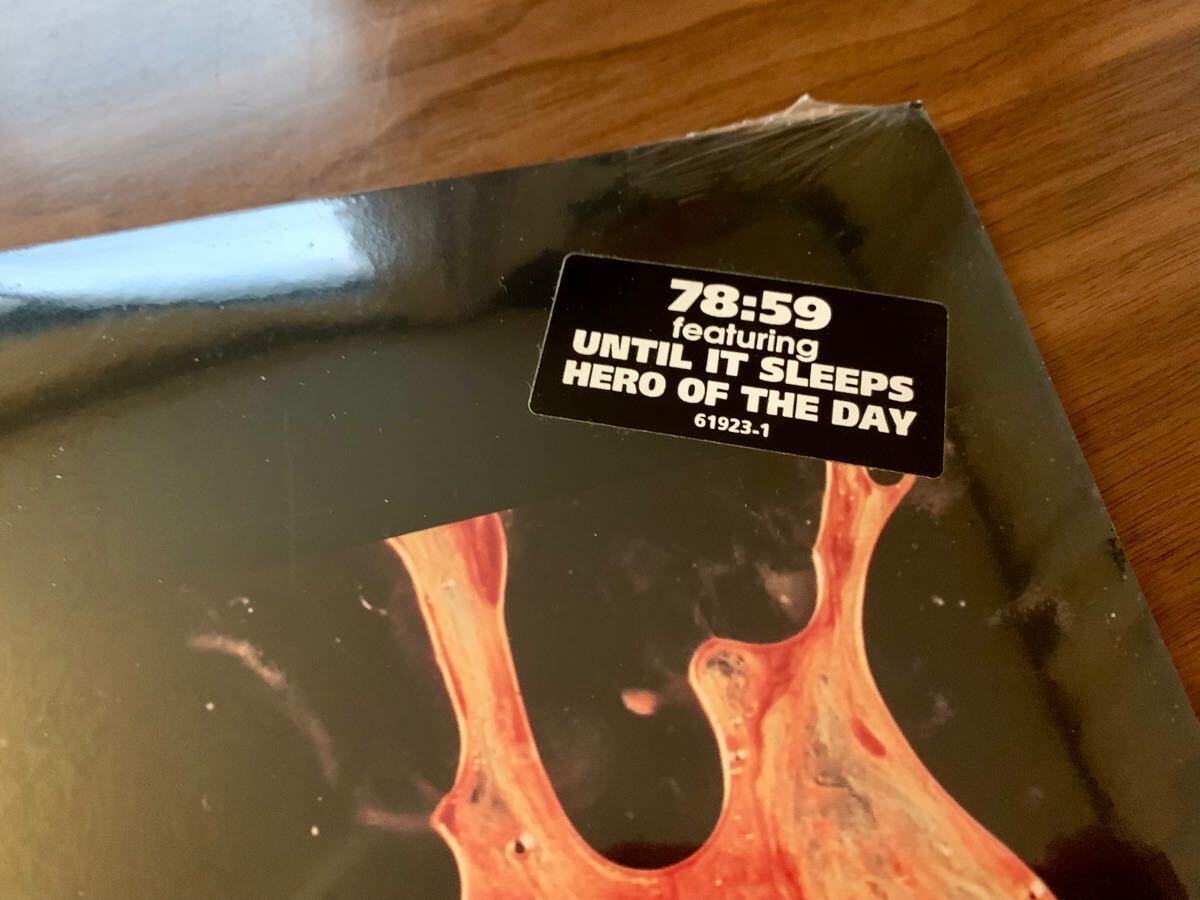 78:59
featuring
UNTIL IT SLEEPS
HERO OF THE DAY
61923-1